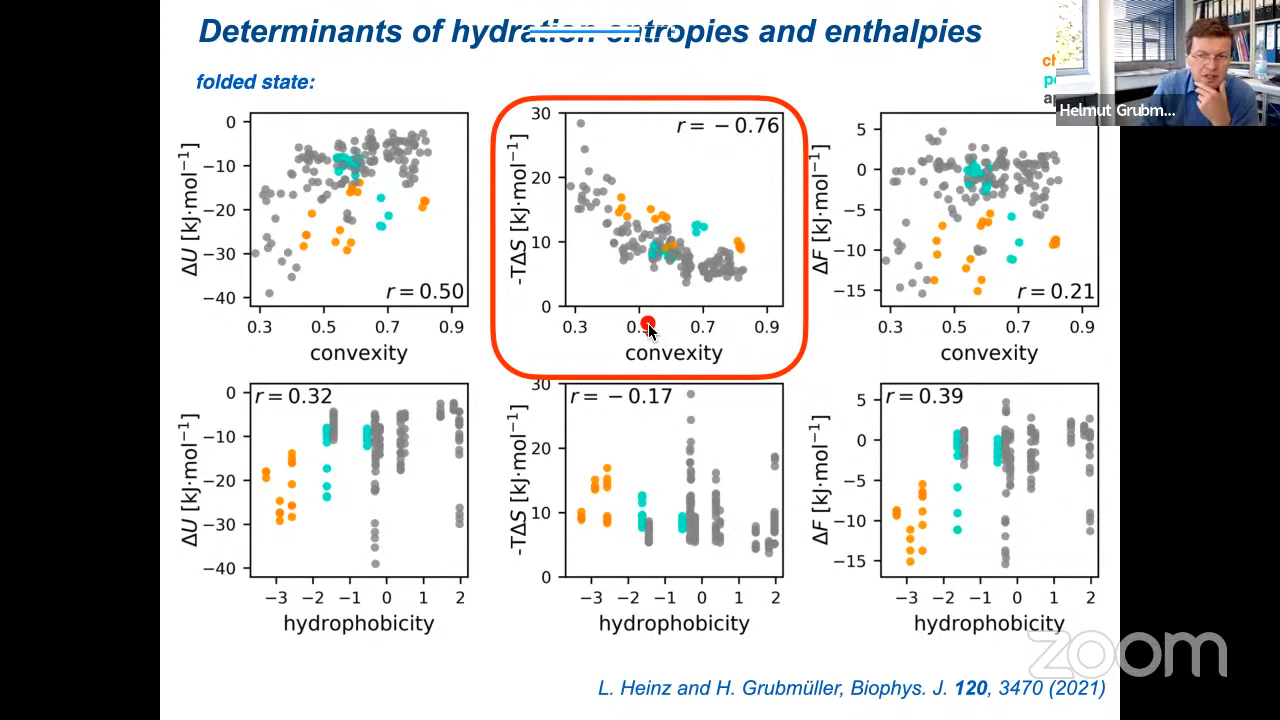 Determinants of hydration entropies and enthalpies
folded state:
Helmut Grubm...
0
−10
−20
−30
−40
ΔU [kJ·mol⁻¹]
r = 0.50
0.3 0.5 0.7 0.9
convexity
30
20
10
0
-TΔS [kJ·mol⁻¹]
r = −0.76
0.3 0.7 0.9
convexity
5
0
−5
−10
−15
ΔF [kJ·mol⁻¹]
r = 0.21
0.3 0.5 0.7 0.9
convexity
0
−10
−20
−30
−40
ΔU [kJ·mol⁻¹]
r = 0.32
−3 −2 −1 0 1 2
hydrophobicity
30
20
10
0
-TΔS [kJ·mol⁻¹]
r = −0.17
−3 −2 −1 0 1 2
hydrophobicity
5
0
−5
−10
−15
ΔF [kJ·mol⁻¹]
r = 0.39
−3 −2 −1 0 1 2
hydrophobicity
zoom
L. Heinz and H. Grubmüller, Biophys. J. 120, 3470 (2021)